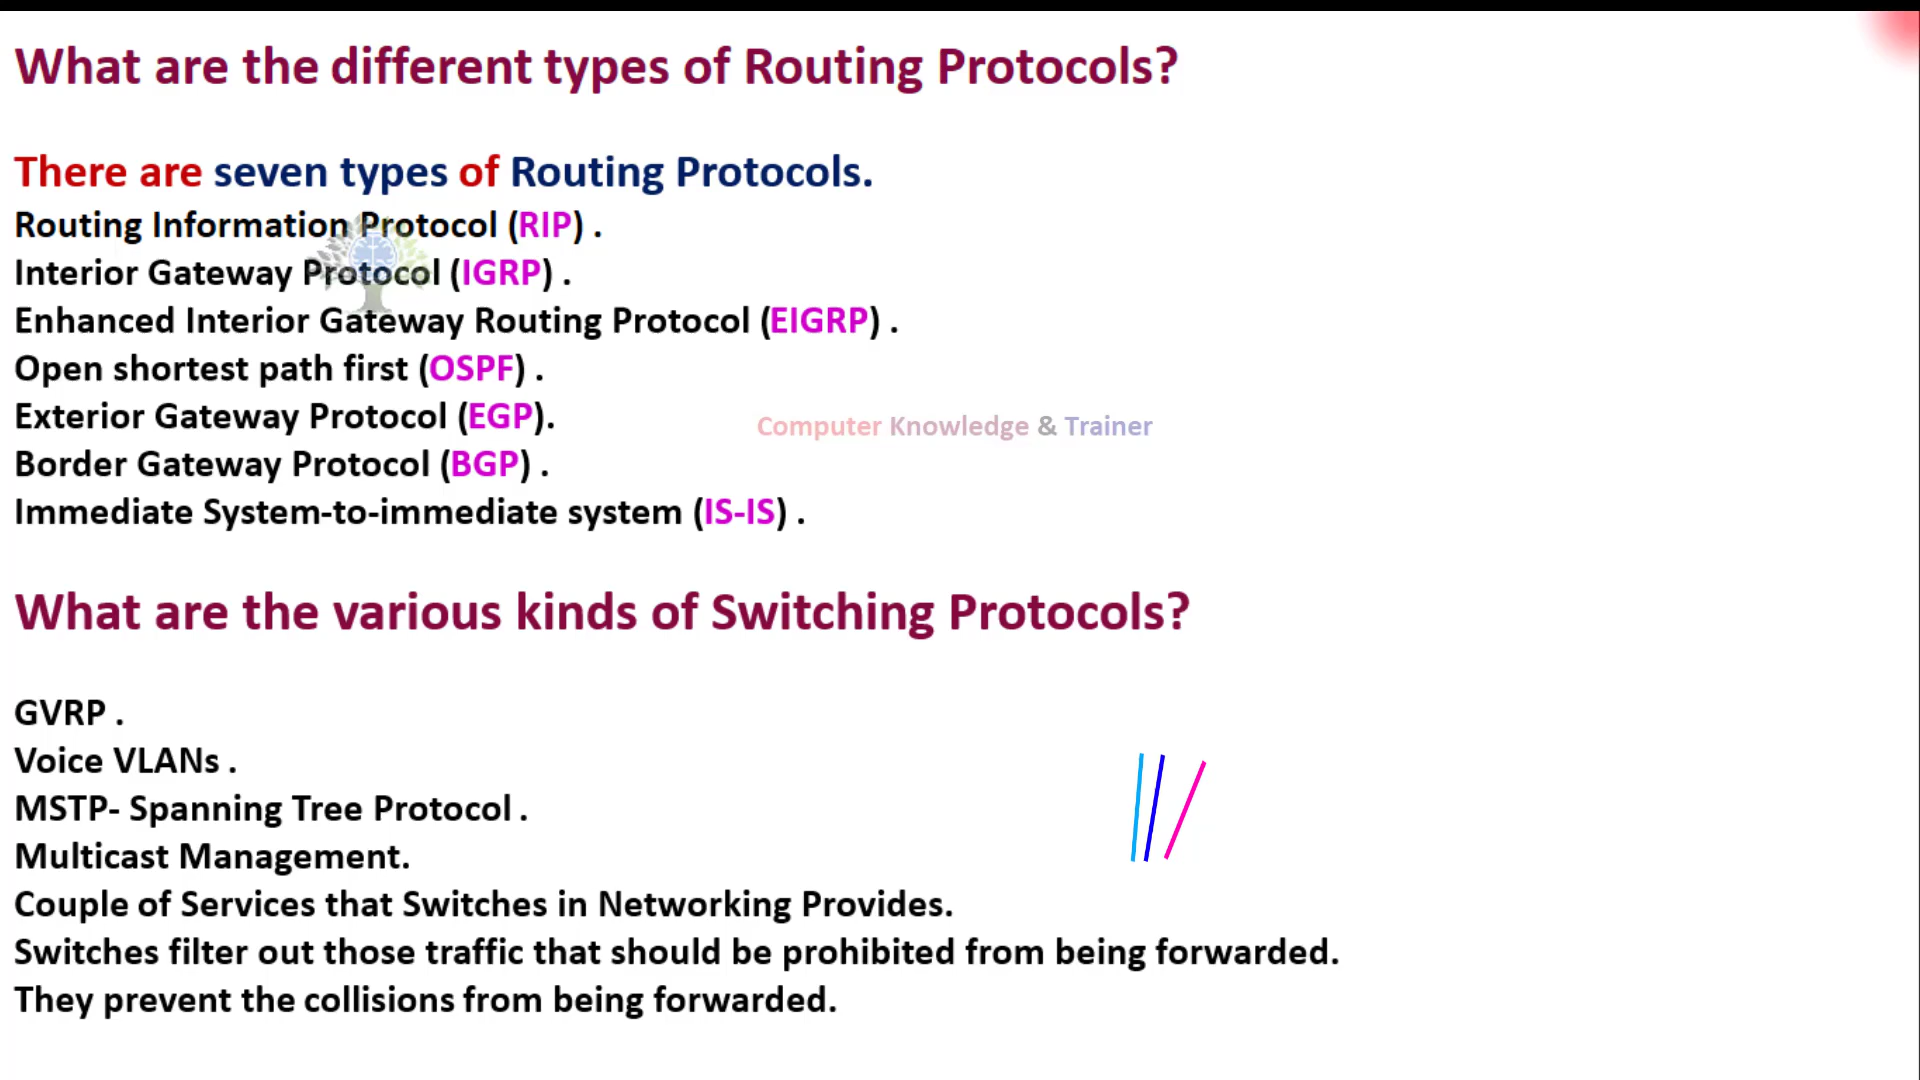 What are the different types of Routing Protocols?
There are seven types of Routing Protocols.
Routing Information Protocol (RIP) .
Interior Gateway Protocol (IGRP) .
Enhanced Interior Gateway Routing Protocol (EIGRP) .
Open shortest path first (OSPF) .
Exterior Gateway Protocol (EGP).
Border Gateway Protocol (BGP) .
Immediate System-to-immediate system (IS-IS) .
Computer Knowledge & Trainer
What are the various kinds of Switching Protocols?
GVRP .
Voice VLANs .
MSTP- Spanning Tree Protocol .
Multicast Management.
Couple of Services that Switches in Networking Provides.
Switches filter out those traffic that should be prohibited from being forwarded.
They prevent the collisions from being forwarded.